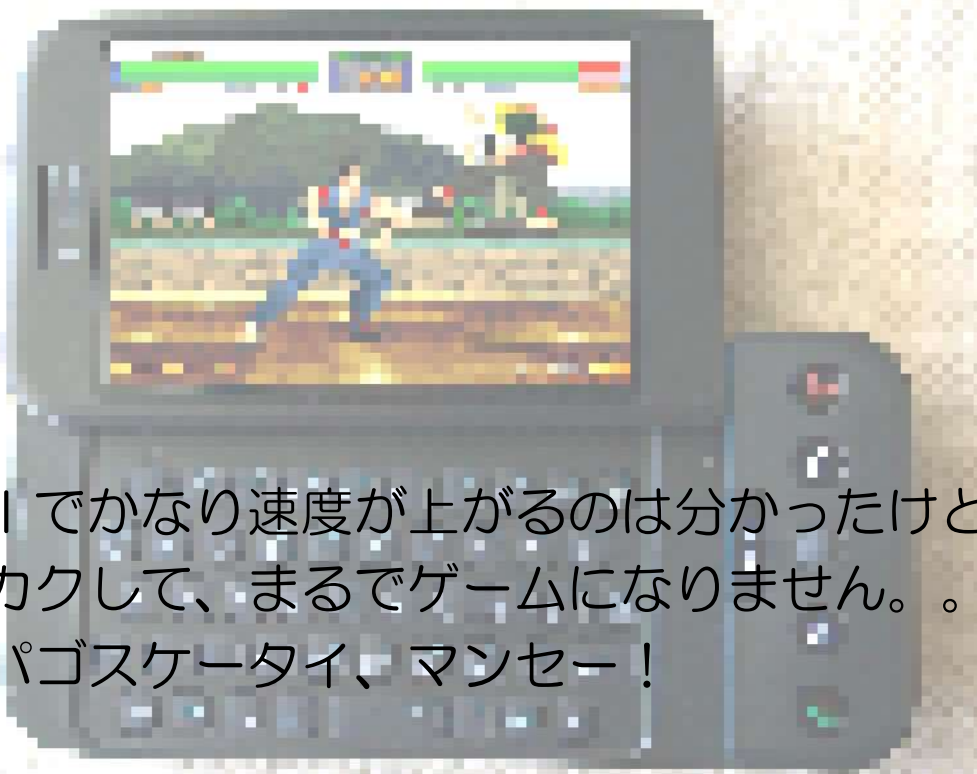 でかなり速度が上がるのは分かったけど
カクして、まるでゲームになりません。。
パゴスケータイ、マンセー！